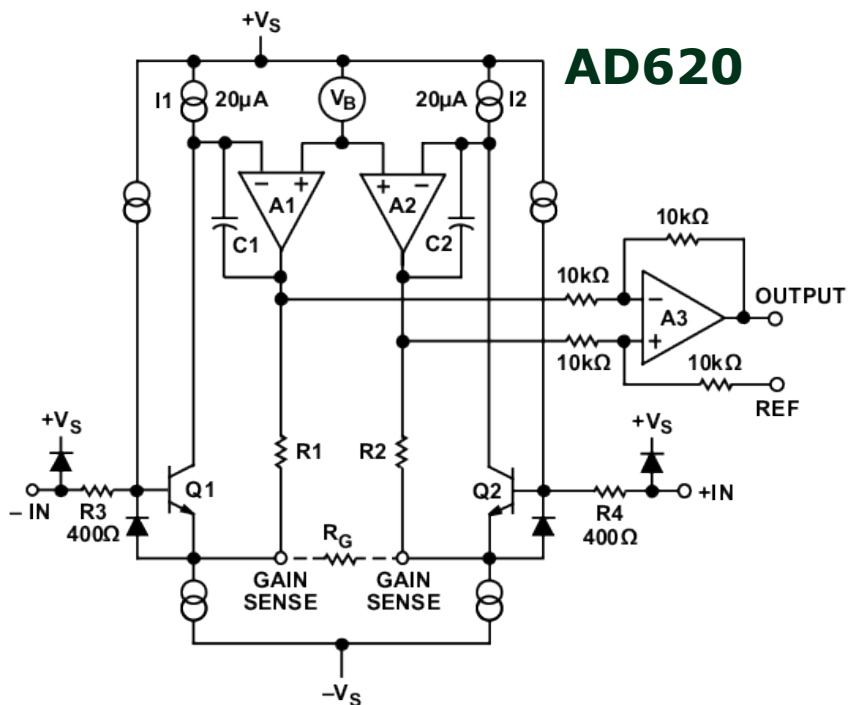 +VS
AD620
I1 20µA
VB
20µA I2
− + A1
+ − A2
C1
C2
10kΩ
10kΩ
− + A3
OUTPUT
10kΩ
10kΩ
REF
+VS
+VS
R1
R2
Q1
Q2
− IN
R3
400Ω
RG
R4
400Ω
+IN
GAIN
SENSE
GAIN
SENSE
−VS